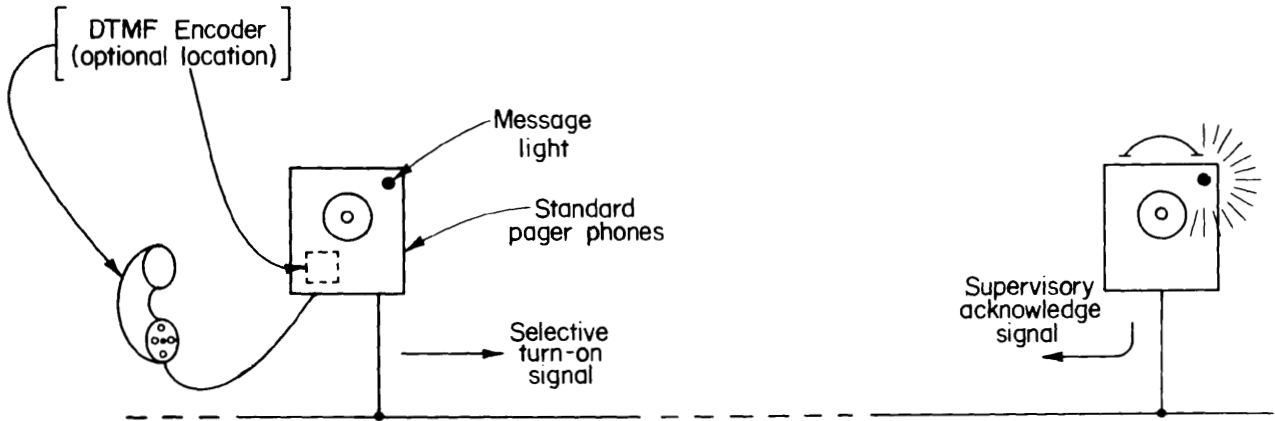 DTMF Encoder
(optional location)
Message
light
Standard
pager phones
Selective
turn-on
signal
Supervisory
acknowledge
signal